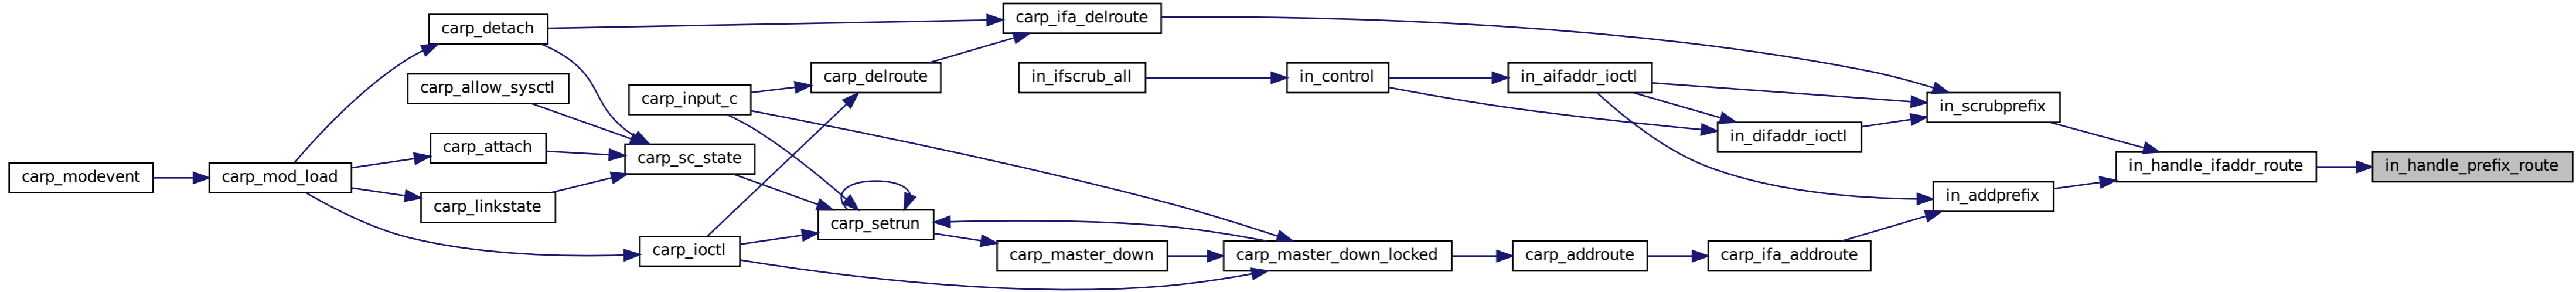 carp_modevent
carp_mod_load
carp_detach
carp_allow_sysctl
carp_attach
carp_linkstate
carp_input_c
carp_sc_state
carp_ioctl
carp_delroute
carp_setrun
carp_ifa_delroute
in_ifscrub_all
carp_master_down
in_control
carp_master_down_locked
in_aifaddr_ioctl
carp_addroute
in_difaddr_ioctl
carp_ifa_addroute
in_scrubprefix
in_addprefix
in_handle_ifaddr_route
in_handle_prefix_route